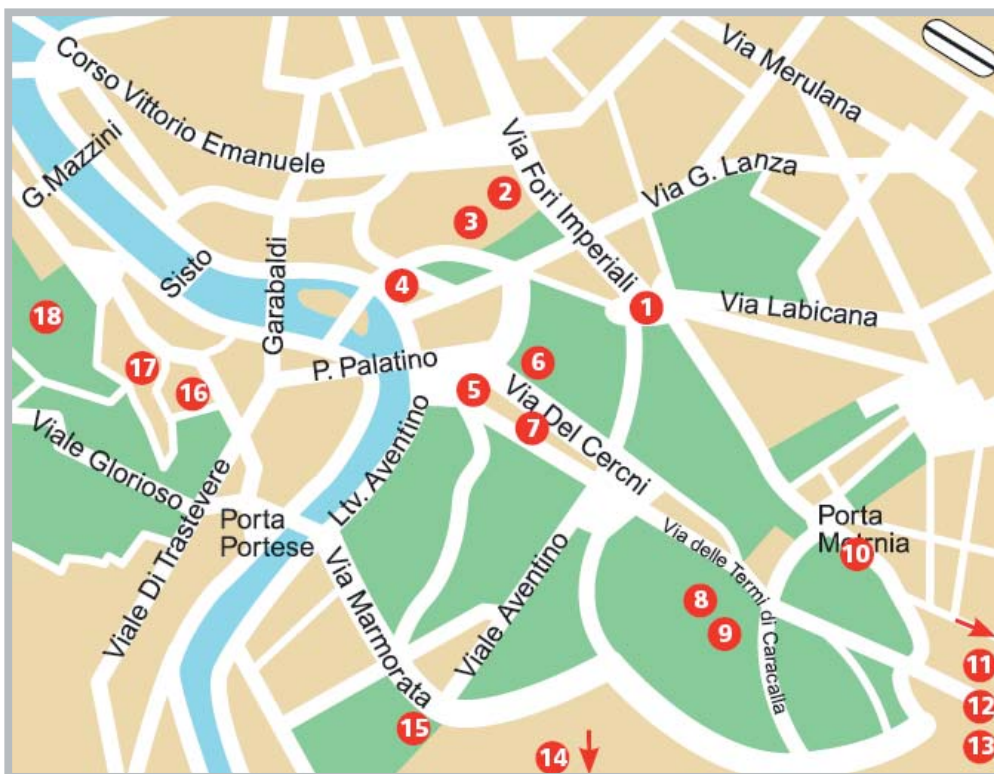 Corso Vittorio Emanuele
Via Merulana
G.Mazzini
Via Fori Imperiali
Via G. Lanza
2
3
Sisto
Garabaldi
4
1
Via Labicana
18
17
16
P. Palatino
6
5
7
Via Del Cercni
Viale Glorioso
Ltv. Aventino
Viale Di Trastevere
Porta
Portese
Via Marmorata
Viale Aventino
Via delle Termi di Caracalla
Porta
Metrnia
10
8
9
11
12
13
15
14